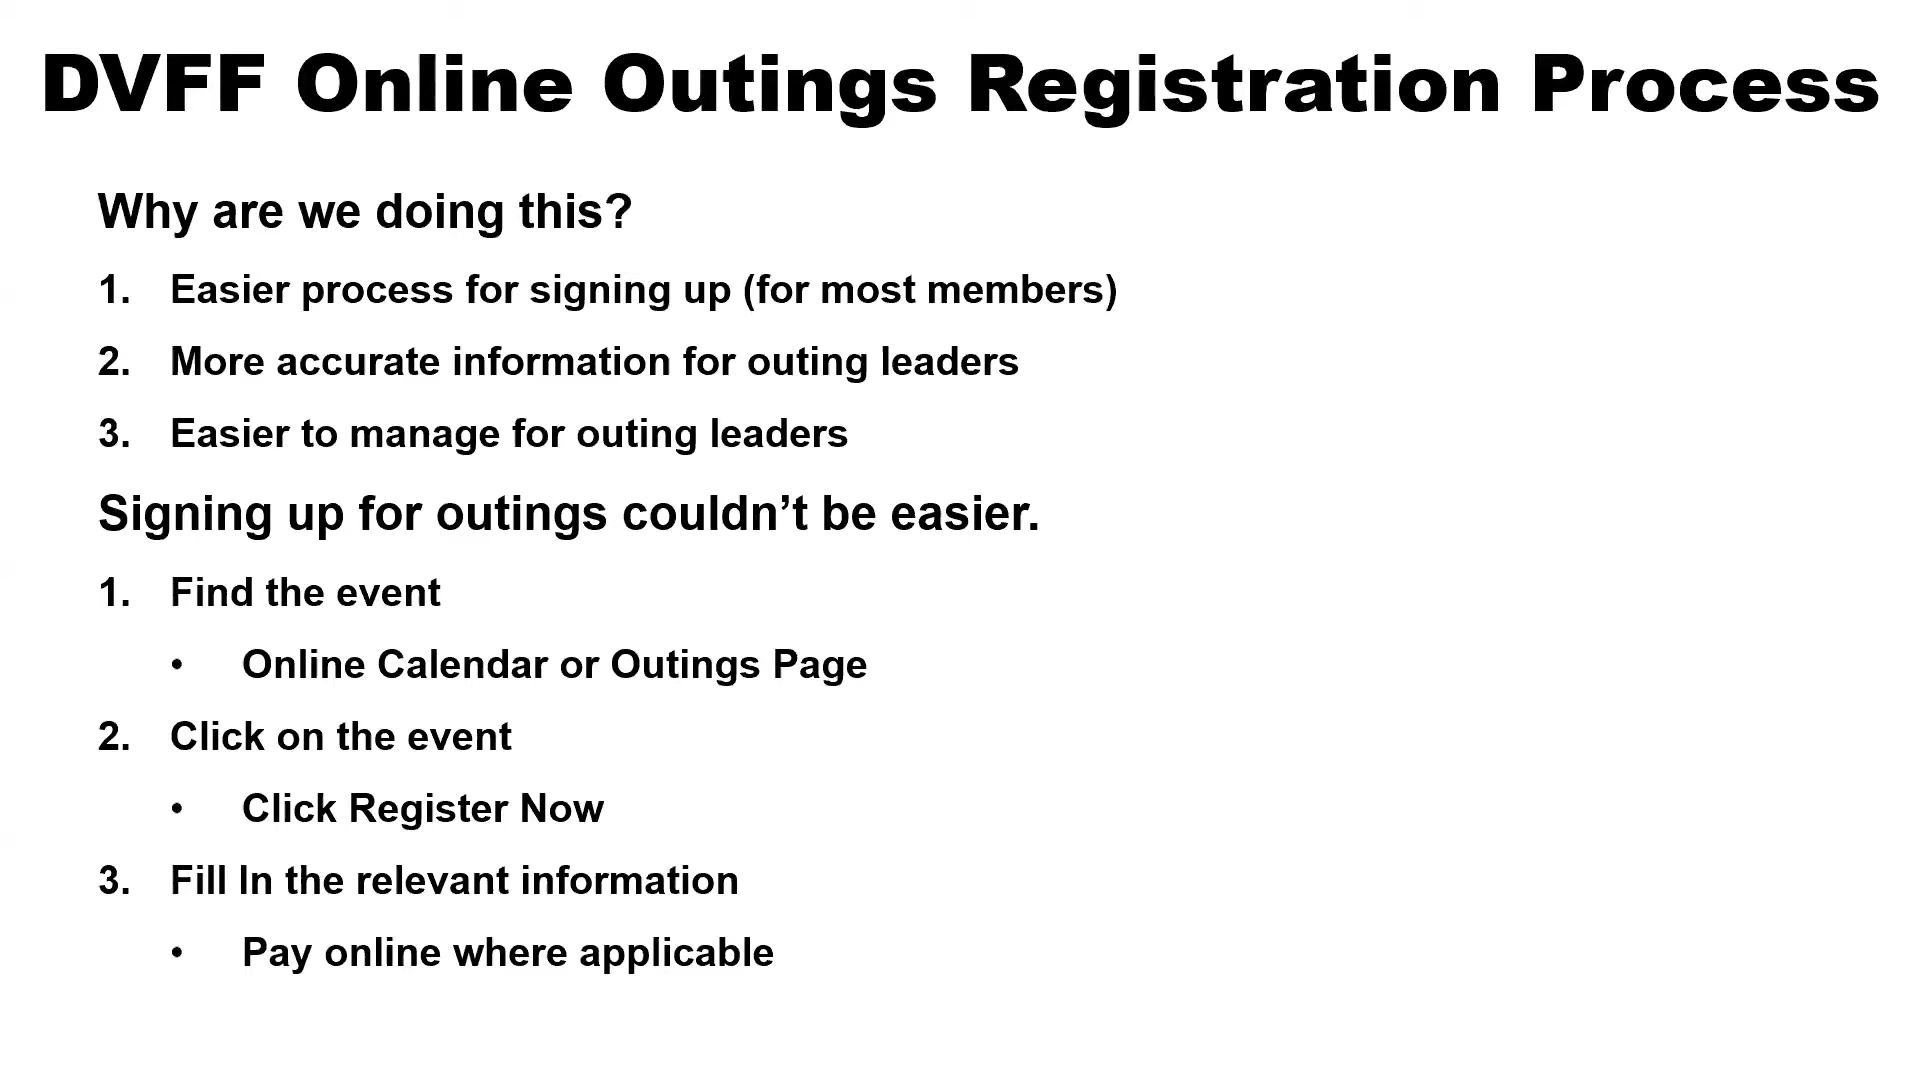 DVFF Online Outings Registration Process
Why are we doing this?
1. Easier process for signing up (for most members)
2. More accurate information for outing leaders
3. Easier to manage for outing leaders
Signing up for outings couldn’t be easier.
1. Find the event
• Online Calendar or Outings Page
2. Click on the event
• Click Register Now
3. Fill In the relevant information
• Pay online where applicable